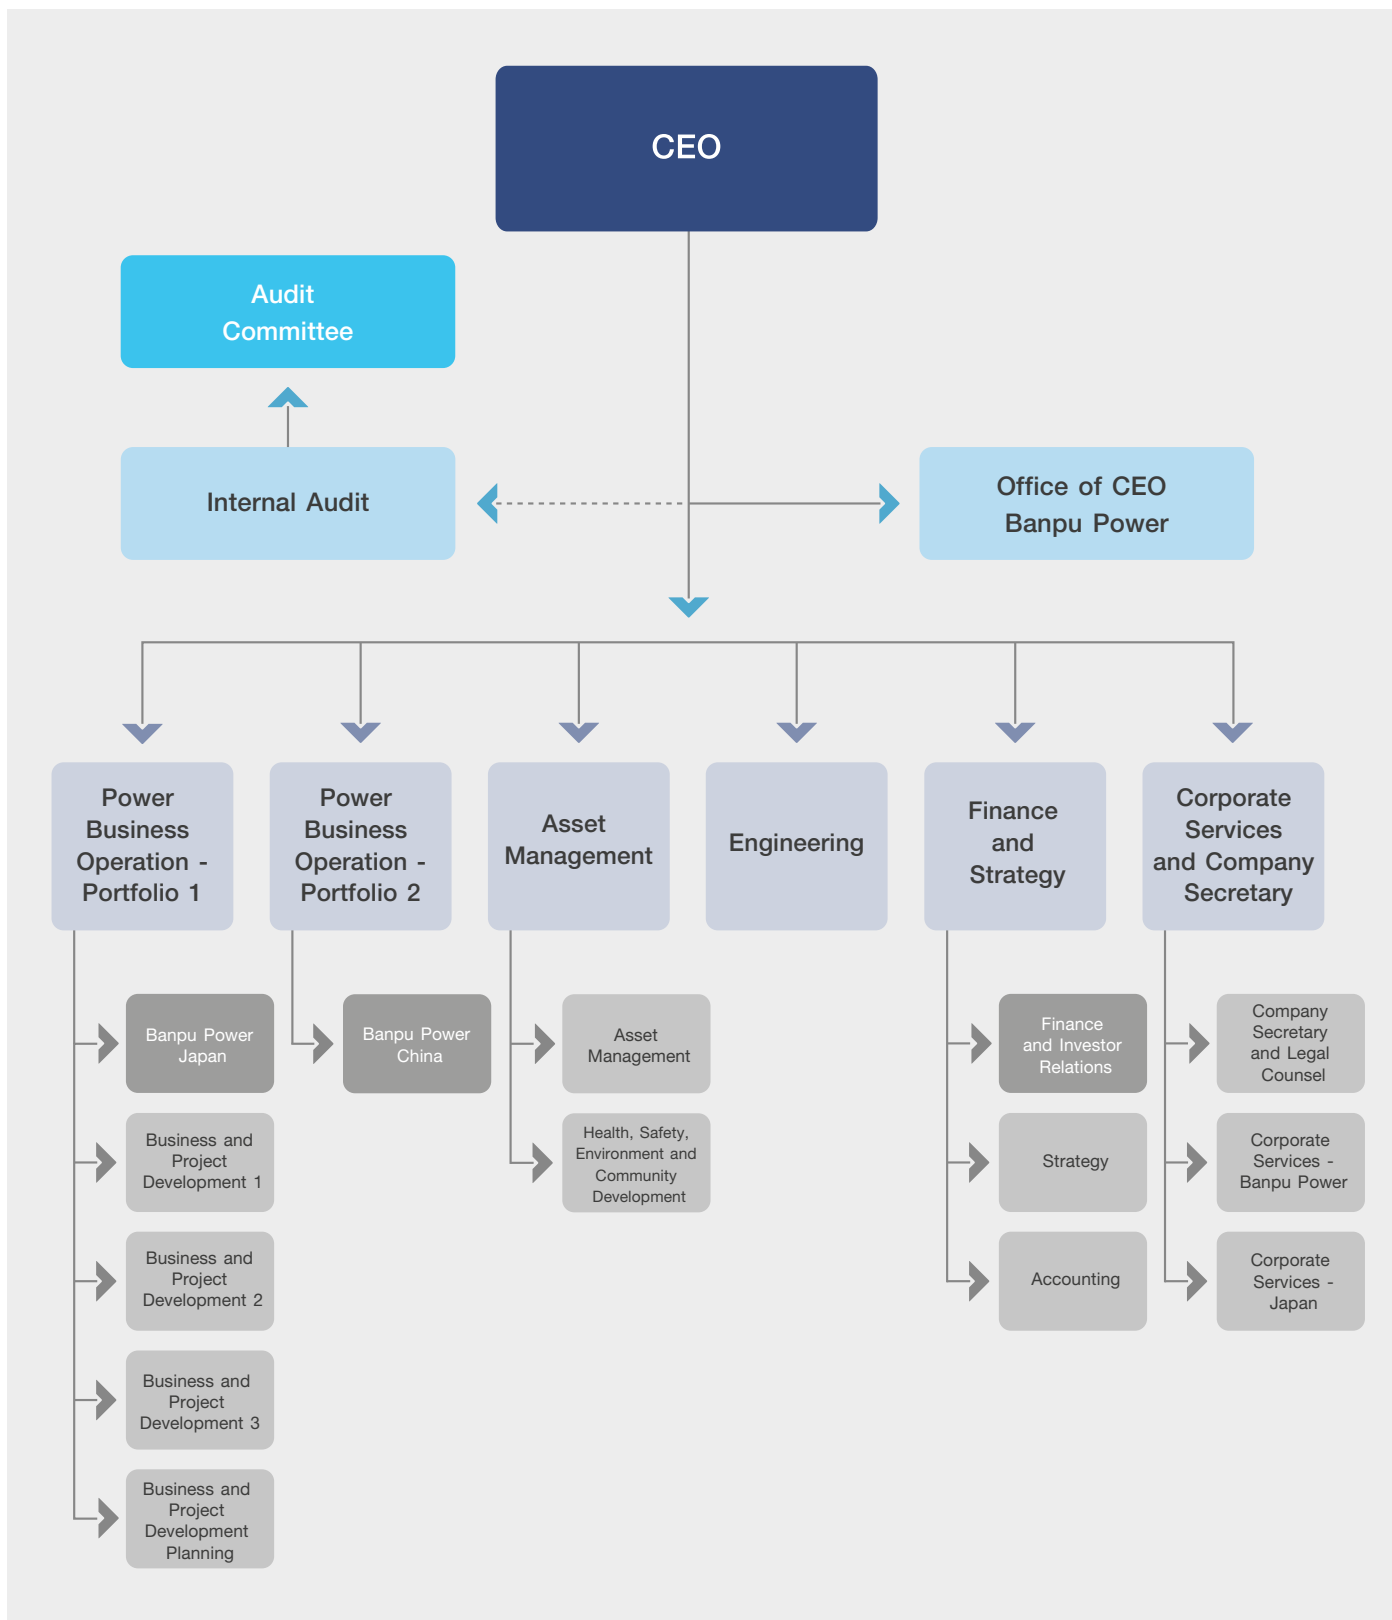 CEO
Audit
Committee
Internal Audit
Office of CEO
Banpu Power
Power
Business
Operation -
Portfolio 1
Power
Business
Operation -
Portfolio 2
Asset
Management
Engineering
Finance
and
Strategy
Corporate
Services
and Company
Secretary
Banpu Power
Japan
Business and
Project
Development 1
Business and
Project
Development 2
Business and
Project
Development 3
Business and
Project
Development
Planning
Banpu Power
China
Asset
Management
Health, Safety,
Environment and
Community
Development
Finance
and Investor
Relations
Strategy
Accounting
Company
Secretary
and Legal
Counsel
Corporate
Services -
Banpu Power
Corporate
Services -
Japan